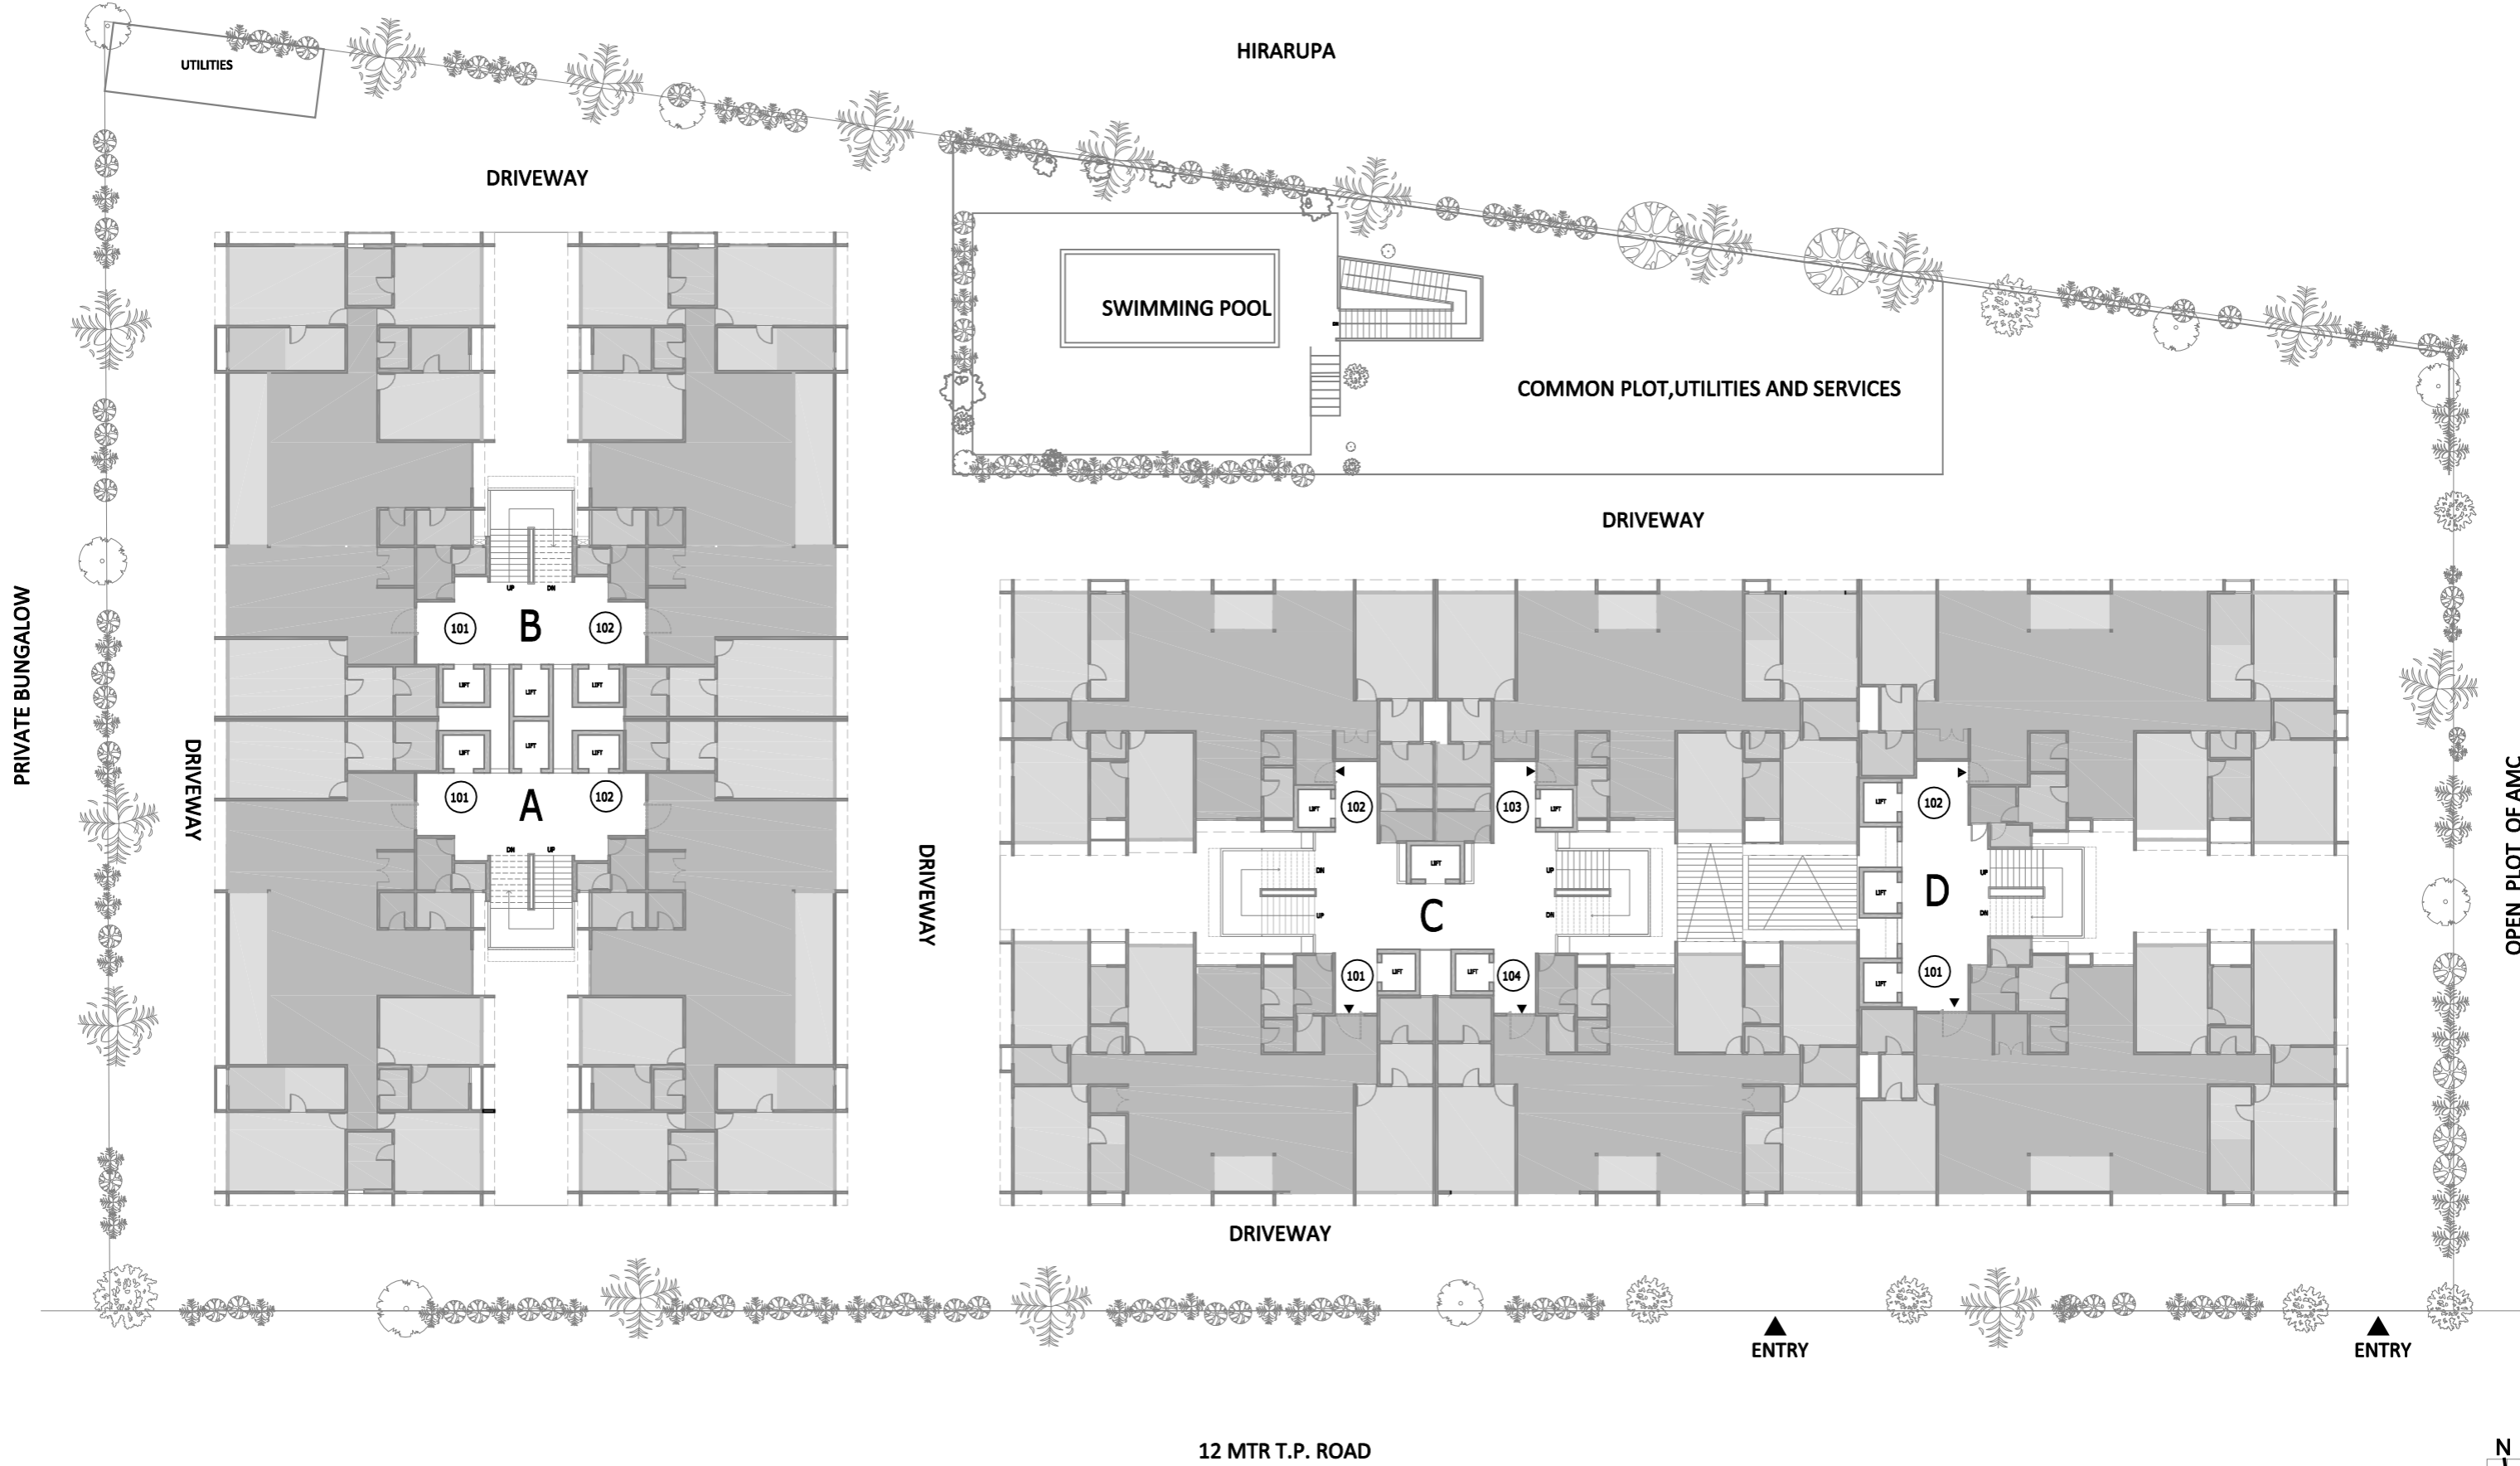 HIRARUPA
UTILITIES
DRIVEWAY
SWIMMING POOL
COMMON PLOT,UTILITIES AND SERVICES
DRIVEWAY
PRIVATE BUNGALOW
DRIVEWAY
UP
DN
101
B
102
LIFT
LIFT
LIFT
LIFT
LIFT
LIFT
101
A
102
DN
UP
DRIVEWAY
102
103
LIFT
LIFT
LIFT
DN
UP
UP
DN
C
101
LIFT
LIFT
104
LIFT
102
LIFT
D
UP
DN
LIFT
101
OPEN PLOT OF AMC
DRIVEWAY
ENTRY
ENTRY
12 MTR T.P. ROAD
N